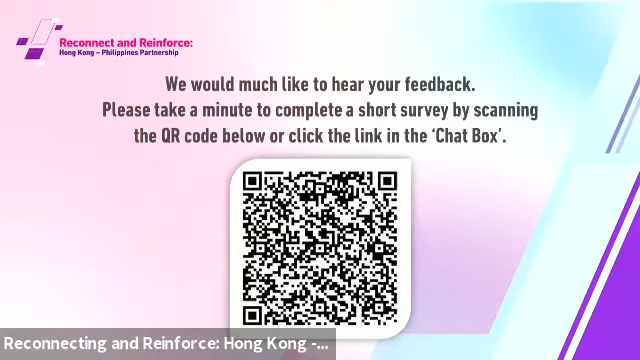 Reconnect and Reinforce:
Hong Kong – Philippines Partnership
We would much like to hear your feedback.
Please take a minute to complete a short survey by scanning
the QR code below or click the link in the ‘Chat Box’.
Reconnecting and Reinforce: Hong Kong -...